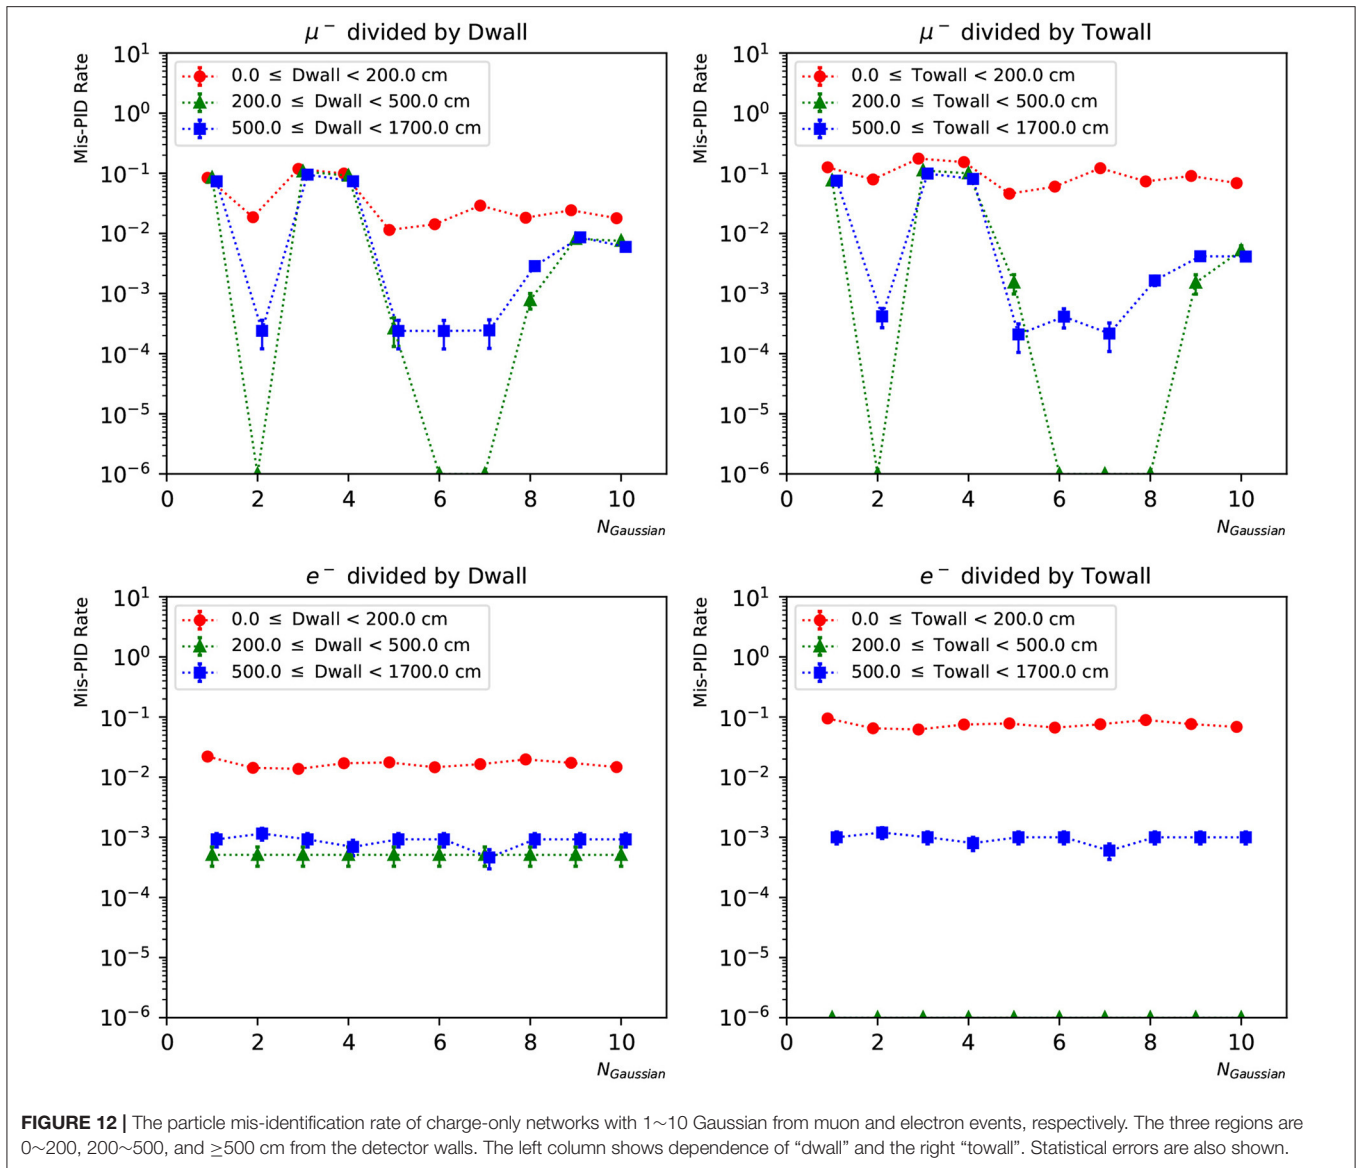 μ⁻ divided by Dwall
Mis-PID Rate
10¹
10⁰
10⁻¹
10⁻²
10⁻³
10⁻⁴
10⁻⁵
10⁻⁶
0.0 ≤ Dwall < 200.0 cm
200.0 ≤ Dwall < 500.0 cm
500.0 ≤ Dwall < 1700.0 cm
0 2 4 6 8 10
N_Gaussian
μ⁻ divided by Towall
Mis-PID Rate
10¹
10⁰
10⁻¹
10⁻²
10⁻³
10⁻⁴
10⁻⁵
10⁻⁶
0.0 ≤ Towall < 200.0 cm
200.0 ≤ Towall < 500.0 cm
500.0 ≤ Towall < 1700.0 cm
0 2 4 6 8 10
N_Gaussian
e⁻ divided by Dwall
Mis-PID Rate
10¹
10⁰
10⁻¹
10⁻²
10⁻³
10⁻⁴
10⁻⁵
10⁻⁶
0.0 ≤ Dwall < 200.0 cm
200.0 ≤ Dwall < 500.0 cm
500.0 ≤ Dwall < 1700.0 cm
0 2 4 6 8 10
N_Gaussian
e⁻ divided by Towall
Mis-PID Rate
10¹
10⁰
10⁻¹
10⁻²
10⁻³
10⁻⁴
10⁻⁵
10⁻⁶
0.0 ≤ Towall < 200.0 cm
200.0 ≤ Towall < 500.0 cm
500.0 ≤ Towall < 1700.0 cm
0 2 4 6 8 10
N_Gaussian
FIGURE 12 | The particle mis-identification rate of charge-only networks with 1~10 Gaussian from muon and electron events, respectively. The three regions are
0~200, 200~500, and ≥500 cm from the detector walls. The left column shows dependence of “dwall” and the right “towall”. Statistical errors are also shown.